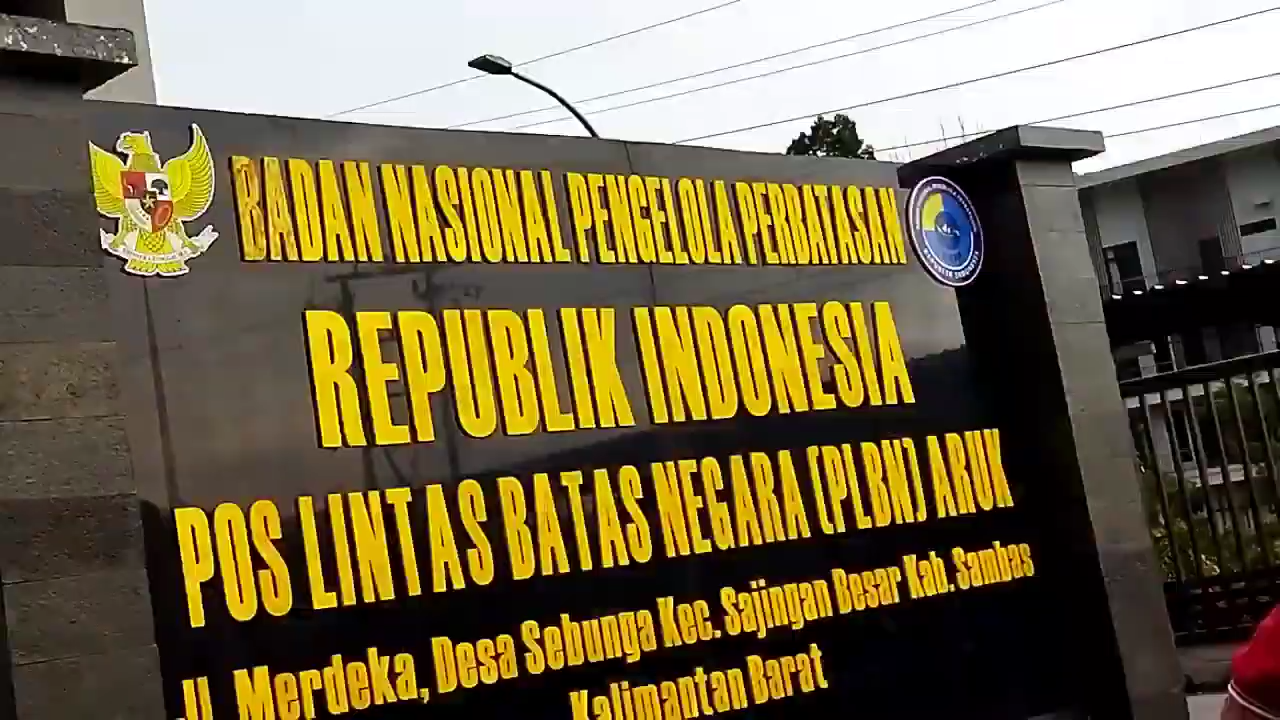 BADAN NASIONAL PENGELOLA PERBATASAN
REPUBLIK INDONESIA
POS LINTAS BATAS NEGARA (PLBN) ARUK
Jl. Merdeka, Desa Sebunga Kec. Sajingan Besar Kab. Sambas
Kalimantan Barat